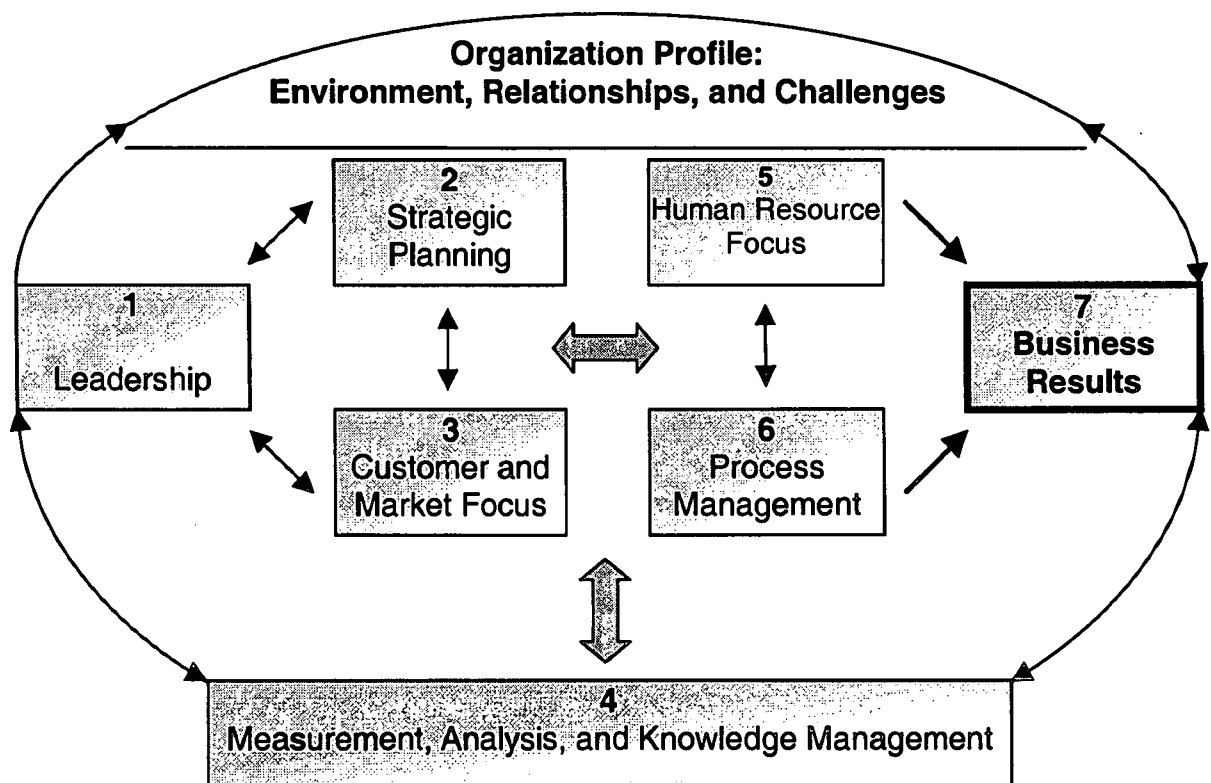 Organization Profile:
Environment, Relationships, and Challenges
2
Strategic
Planning
5
Human Resource
Focus
1
Leadership
7
Business
Results
3
Customer and
Market Focus
6
Process
Management
4
Measurement, Analysis, and Knowledge Management